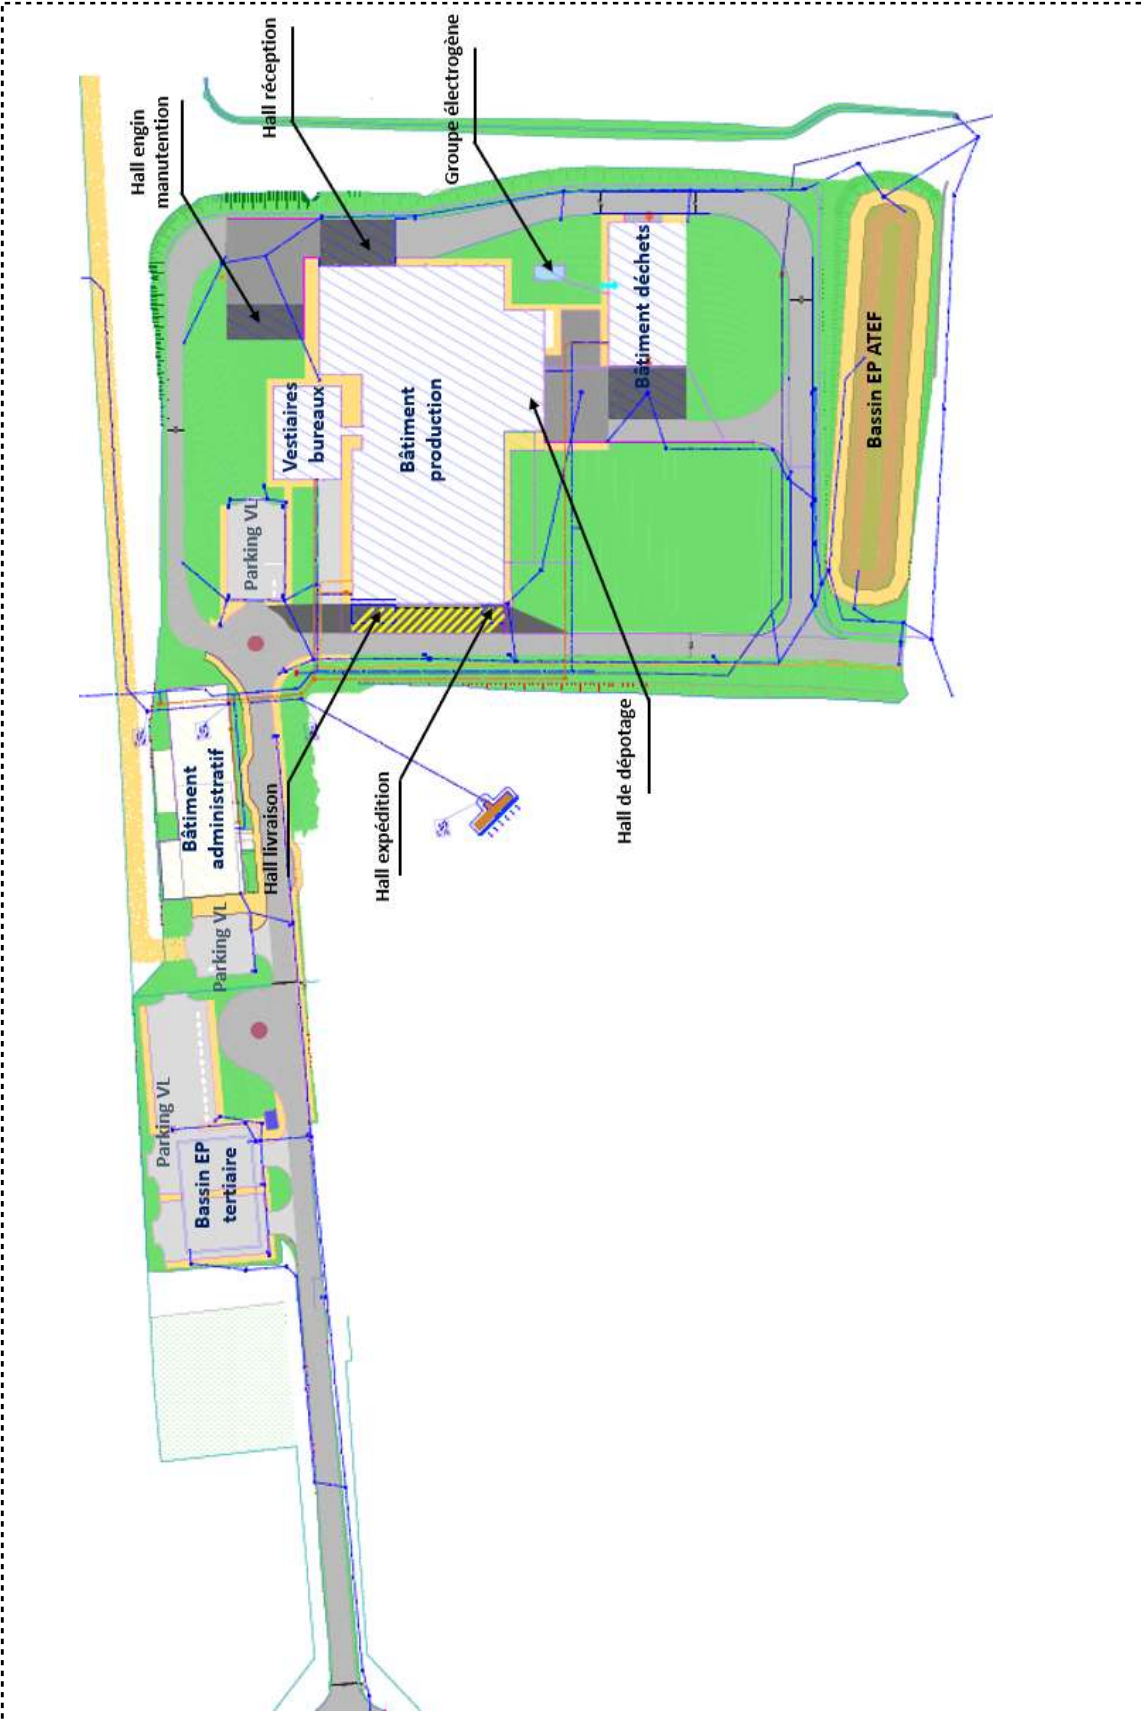 Hall engin
manutention
Hall réception
Groupe électrogène
Vestiaires
bureaux
Bâtiment
production
Bâtiment déchets
Bassin EP ATEF
Parking VL
Bâtiment
administratif
Hall livraison
Hall expédition
Hall de dépotage
Parking VL
Parking VL
Bassin EP
tertiaire